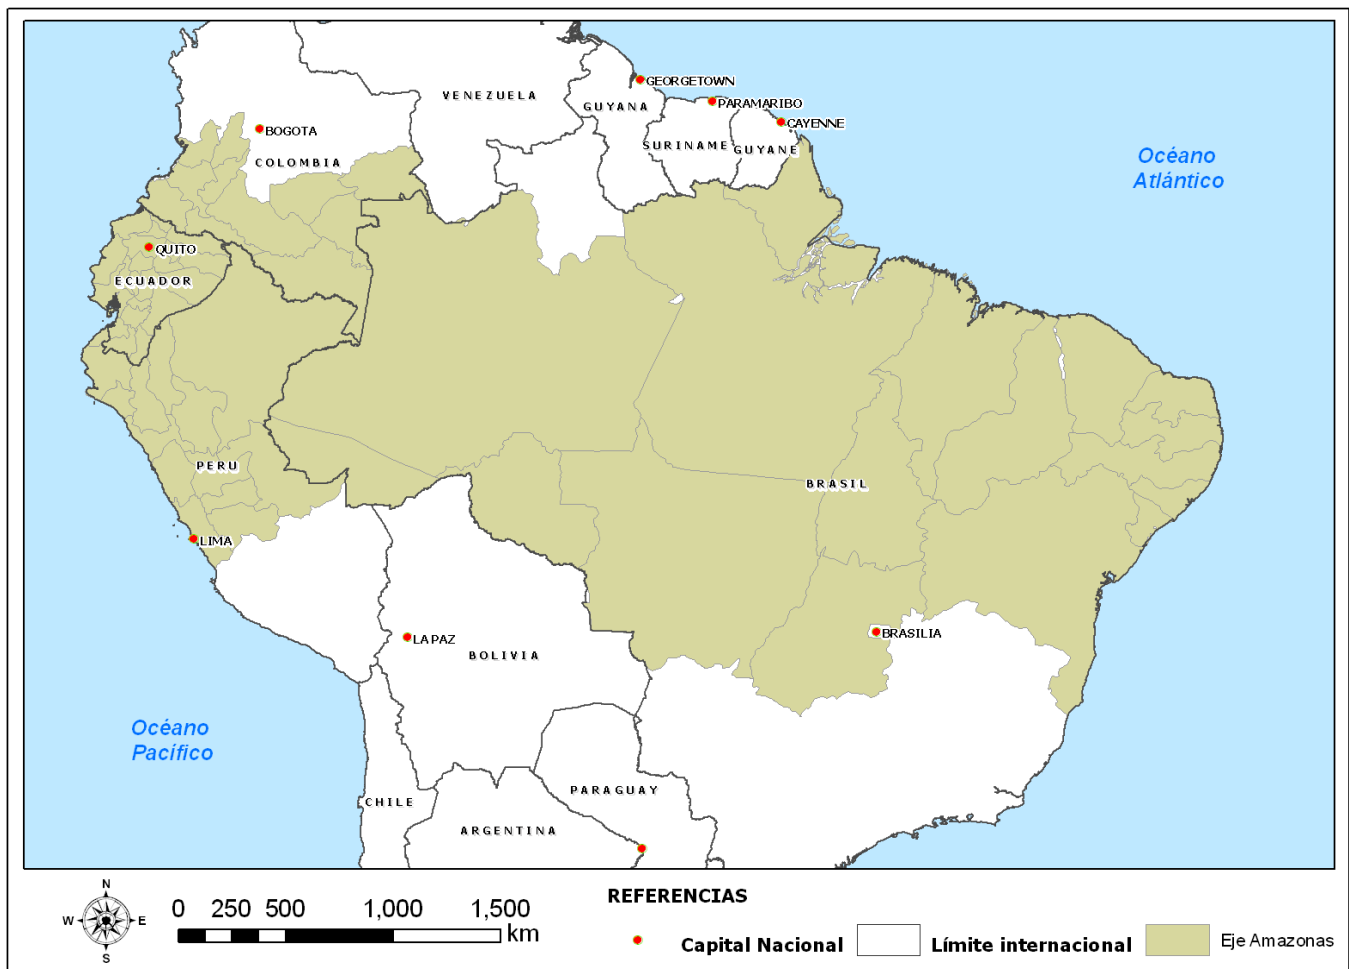 GEORGETOWN
VENEZUELA
GUYANA
PARAMARIBO
CAYENNE
BOGOTA
SURINAME
GUYANE
COLOMBIA
Océano
Atlántico
QUITO
ECUADOR
PERU
BRASIL
LIMA
BRASILIA
LA PAZ
BOLIVIA
Océano
Pacífico
PARAGUAY
CHILE
ARGENTINA
N
W
E
S
0 250 500 1,000 1,500
km
REFERENCIAS
Capital Nacional
Límite internacional
Eje Amazonas